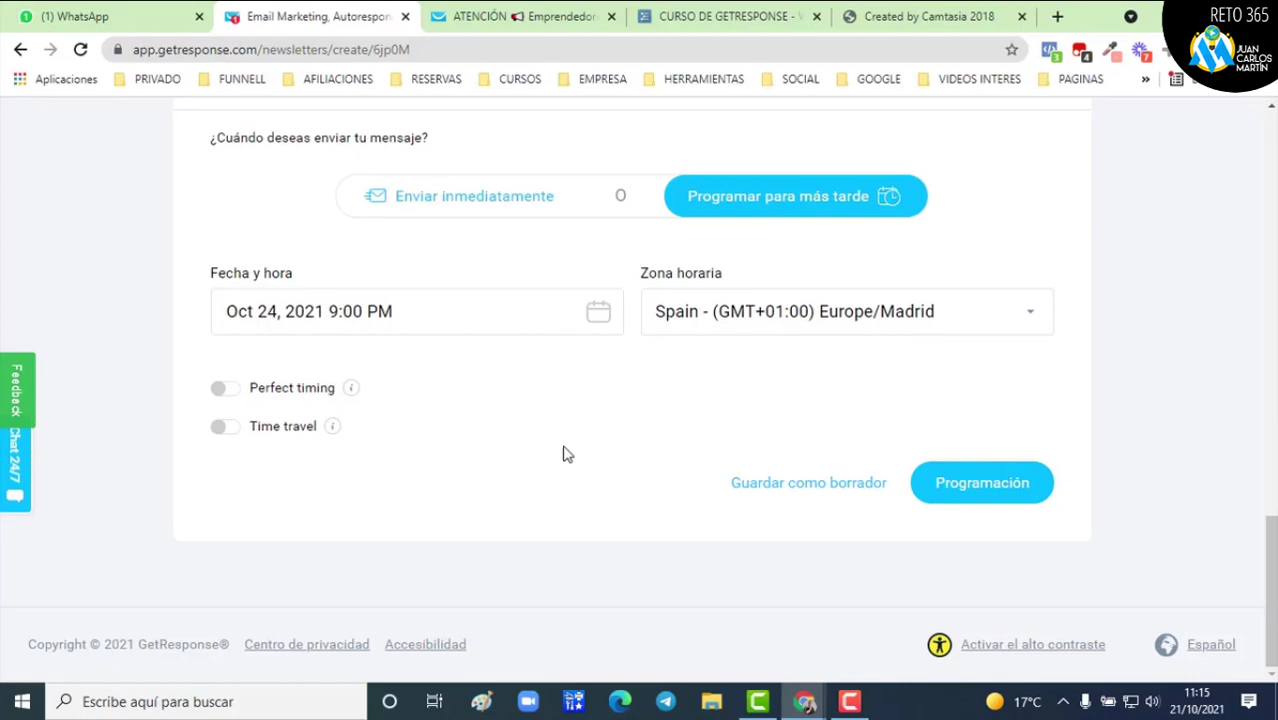 (1) WhatsApp
Email Marketing, Autorespon
ATENCIÓN 📢 Emprendedor
CURSO DE GETRESPONSE -
Created by Camtasia 2018
RETO 365
JUAN
CARLOS
MARTÍN
app.getresponse.com/newsletters/create/6jp0M
3
4
7
Aplicaciones
PRIVADO
FUNNELL
AFILIACIONES
RESERVAS
CURSOS
EMPRESA
HERRAMIENTAS
SOCIAL
GOOGLE
VIDEOS INTERES
PAGINAS
»
¿Cuándo deseas enviar tu mensaje?
Enviar inmediatamente
O
Programar para más tarde
Fecha y hora
Zona horaria
Oct 24, 2021 9:00 PM
Spain - (GMT+01:00) Europe/Madrid
Perfect timing
Time travel
Feedback
Chat 24/7
Guardar como borrador
Programación
Copyright © 2021 GetResponse®
Centro de privacidad
Accesibilidad
Activar el alto contraste
Español
Escribe aquí para buscar
17°C
11:15
21/10/2021